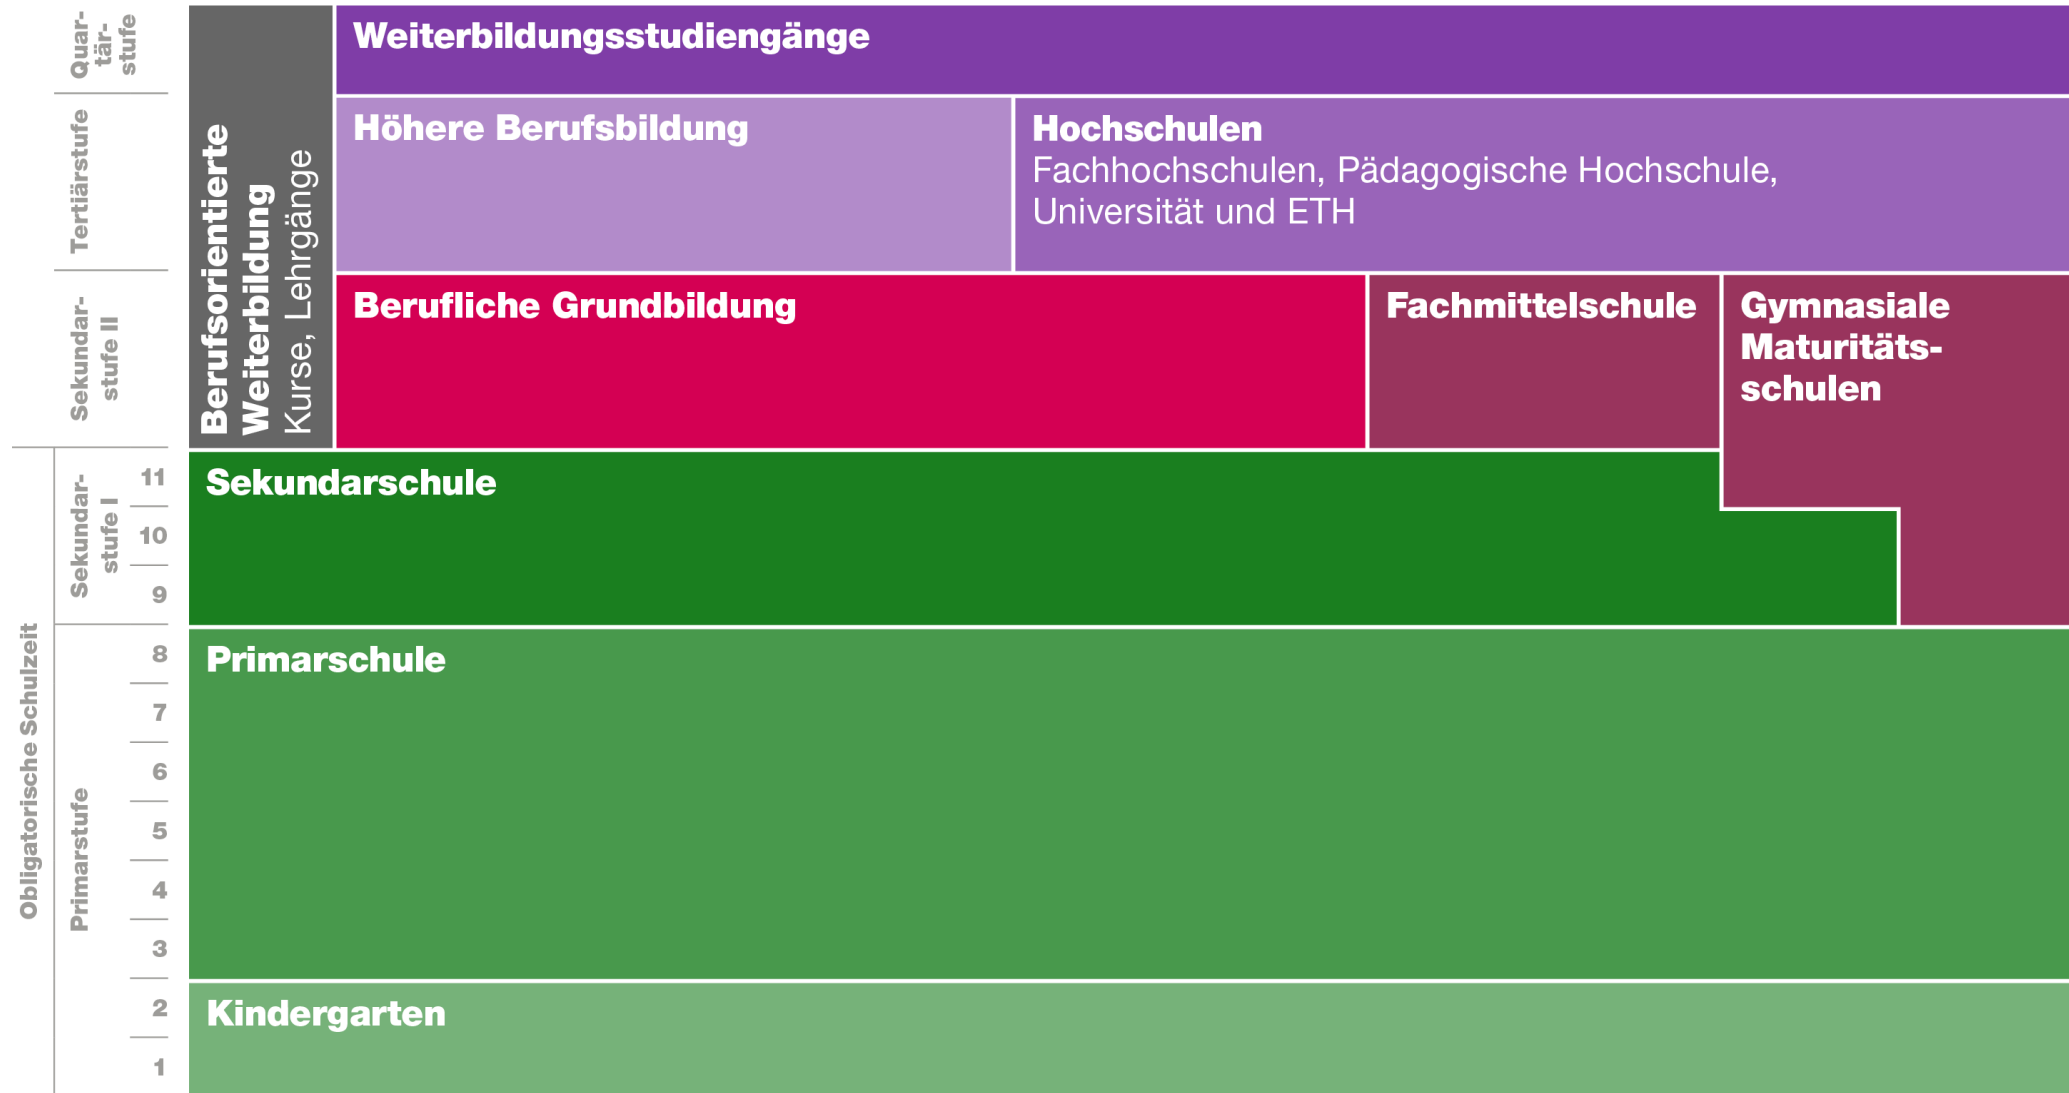 Quar-
tär-
stufe
Tertiärstufe
Sekundar-
stufe II
Obligatorische Schulzeit
Sekundar-
stufe I
Primarstufe
11
10
9
8
7
6
5
4
3
2
1
Berufsorientierte
Weiterbildung
Kurse, Lehrgänge
Weiterbildungsstudiengänge
Höhere Berufsbildung
Hochschulen
Fachhochschulen, Pädagogische Hochschule,
Universität und ETH
Berufliche Grundbildung
Fachmittelschule
Gymnasiale
Maturitäts-
schulen
Sekundarschule
Primarschule
Kindergarten